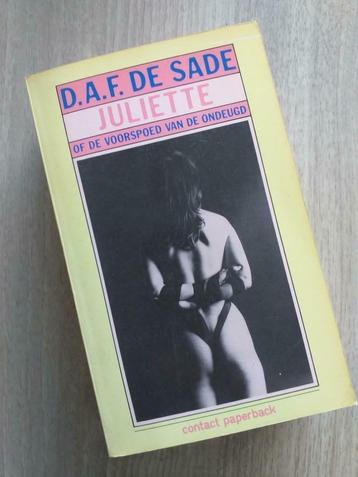 D.A.F. DE SADE
JULIETTE
OF DE VOORSPOED VAN DE ONDEUGD
contact paperback